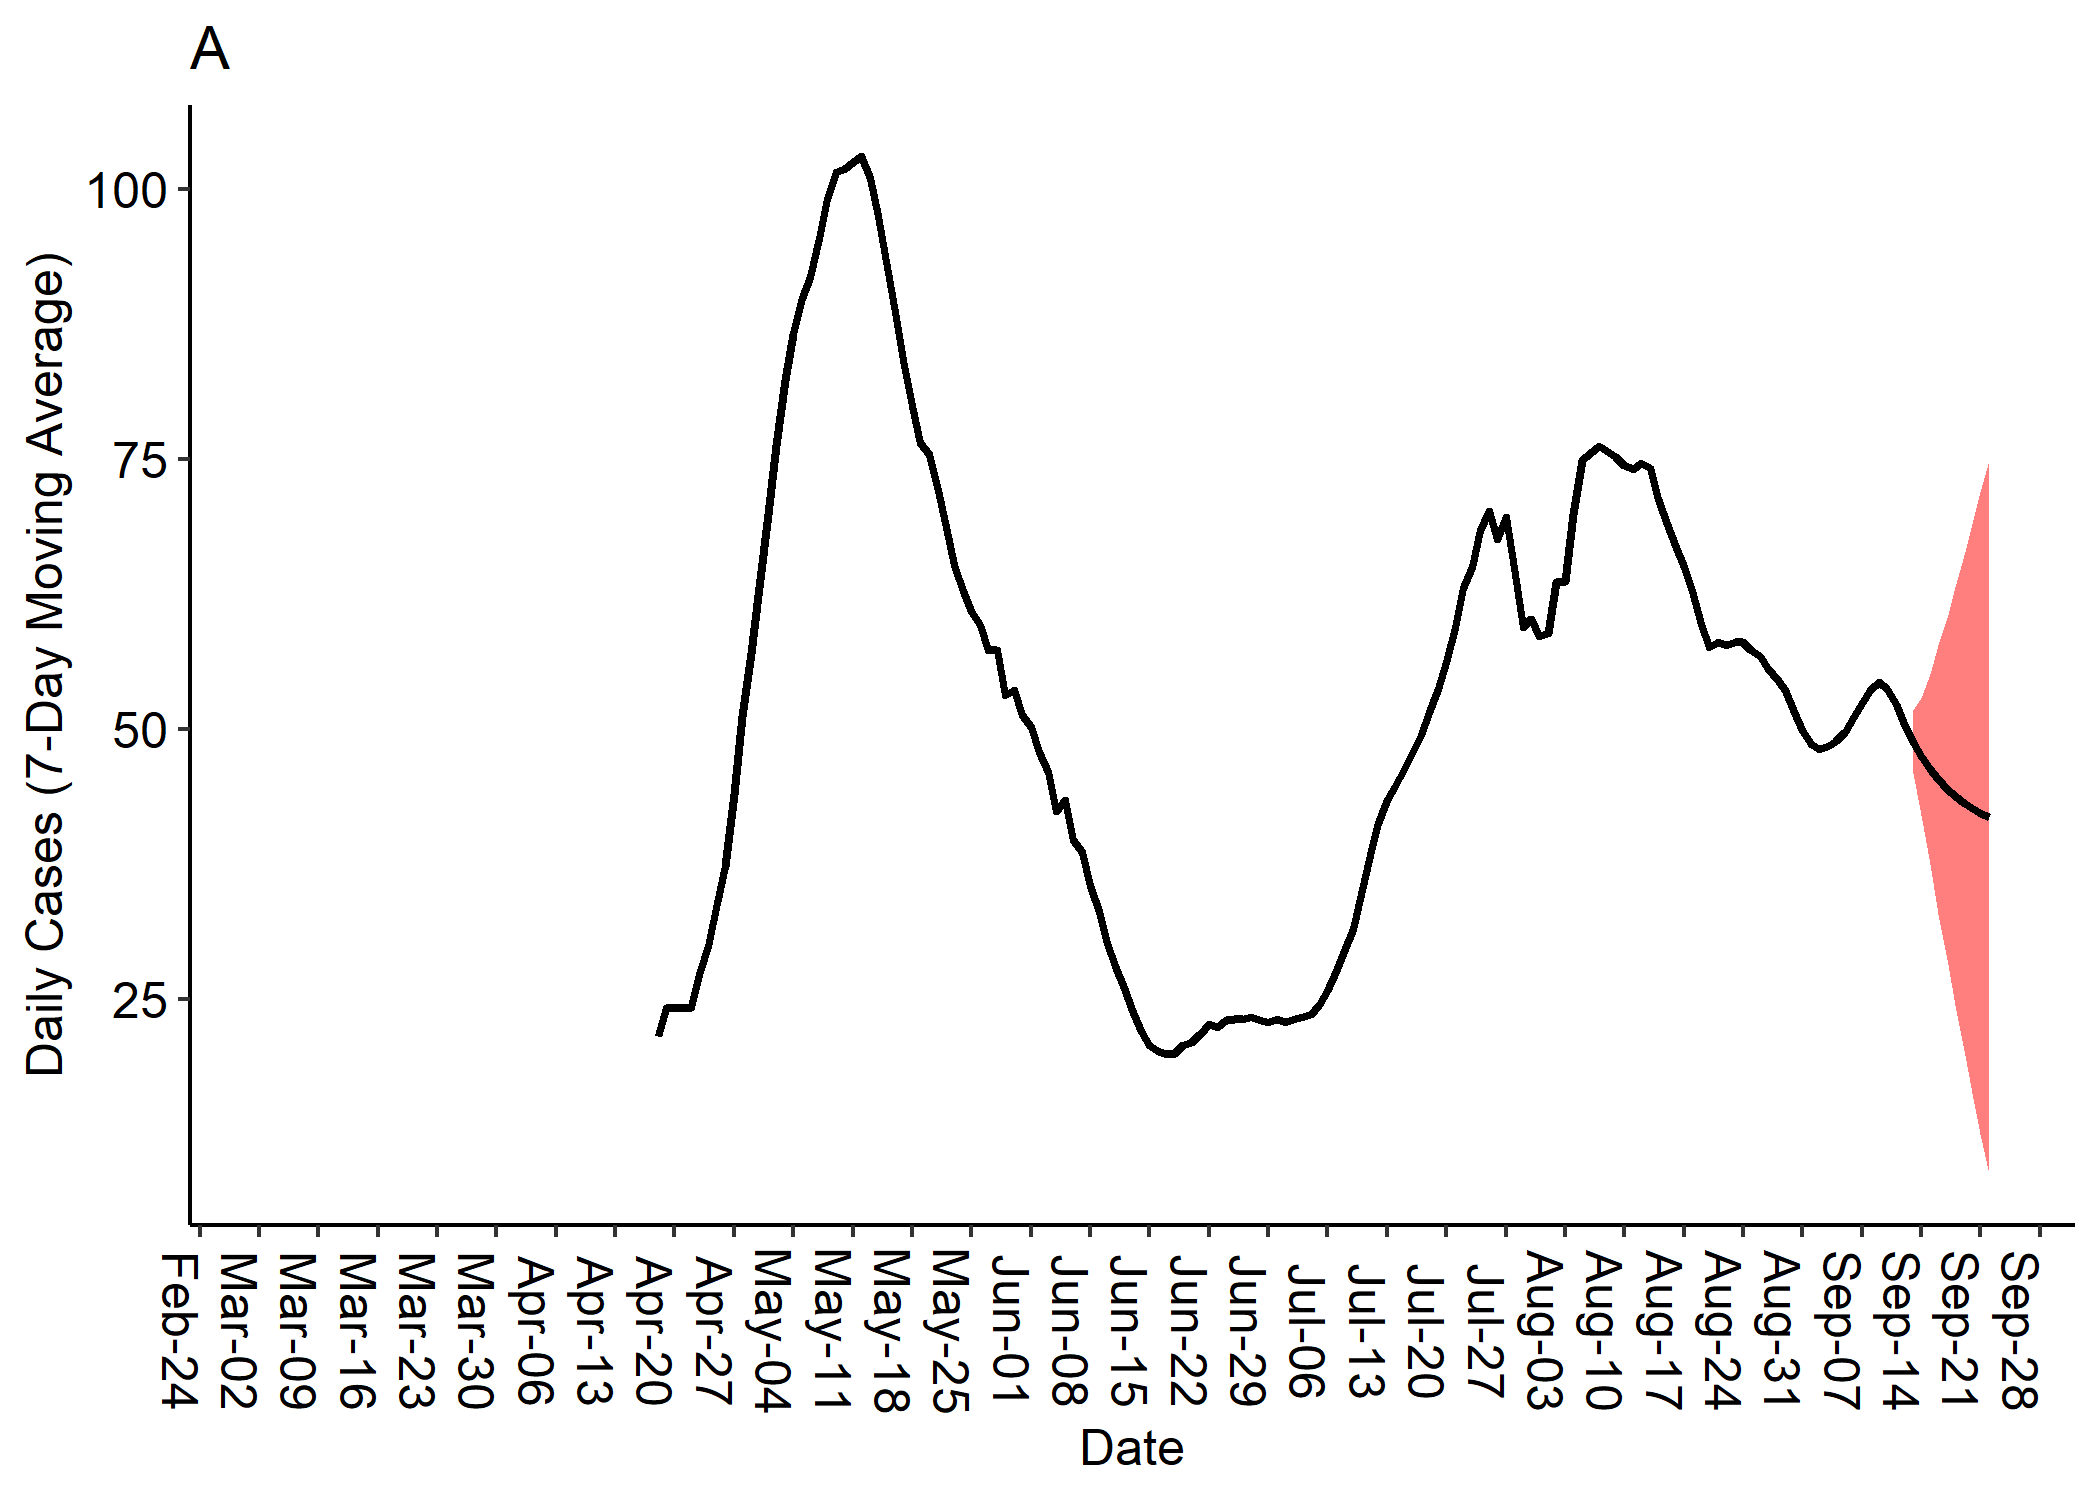 A
Daily Cases (7-Day Moving Average)
100
75
50
25
Feb-24
Mar-02
Mar-09
Mar-16
Mar-23
Mar-30
Apr-06
Apr-13
Apr-20
Apr-27
May-04
May-11
May-18
May-25
Jun-01
Jun-08
Jun-15
Jun-22
Jun-29
Jul-06
Jul-13
Jul-20
Jul-27
Aug-03
Aug-10
Aug-17
Aug-24
Aug-31
Sep-07
Sep-14
Sep-21
Sep-28
Date